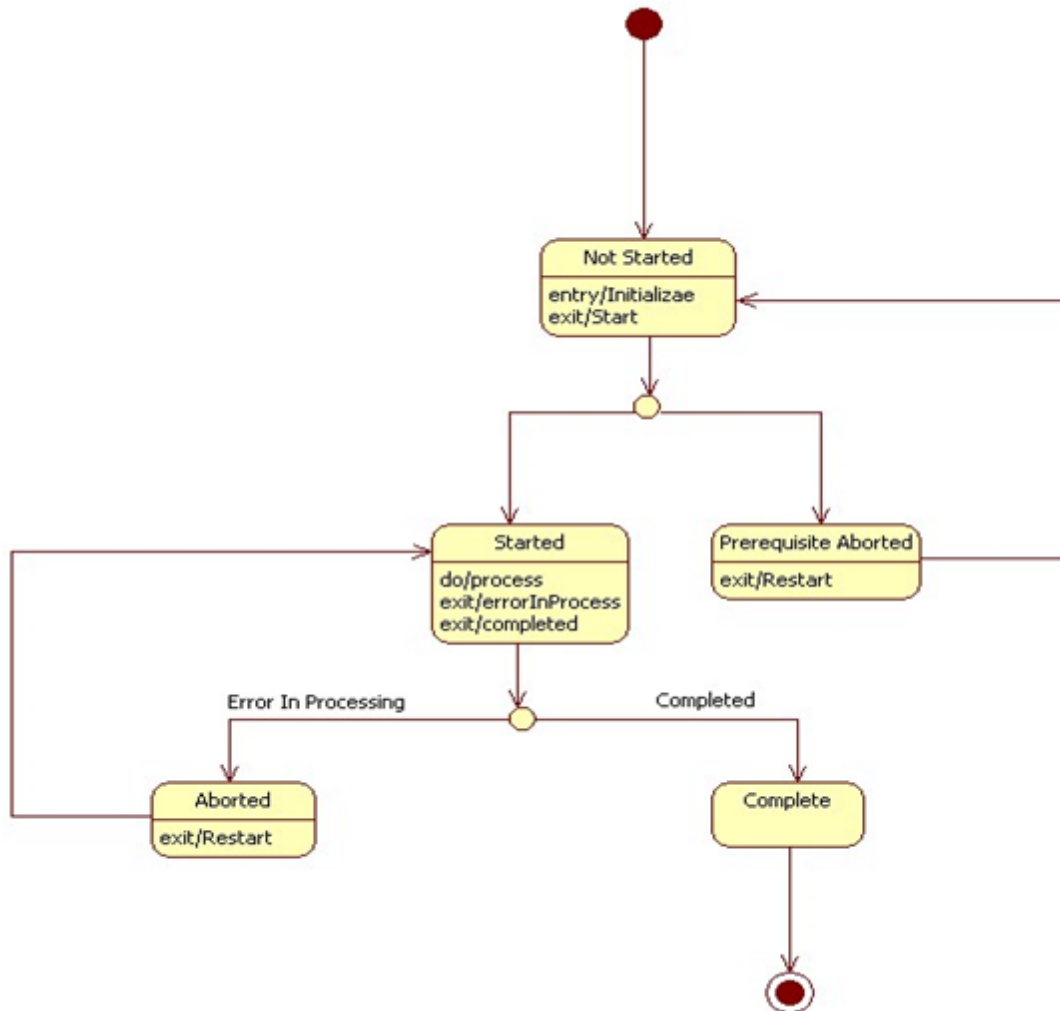 Not Started
entry/Initializae
exit/Start
Started
do/process
exit/errorInProcess
exit/completed
Prerequisite Aborted
exit/Restart
Error In Processing
Completed
Aborted
exit/Restart
Complete